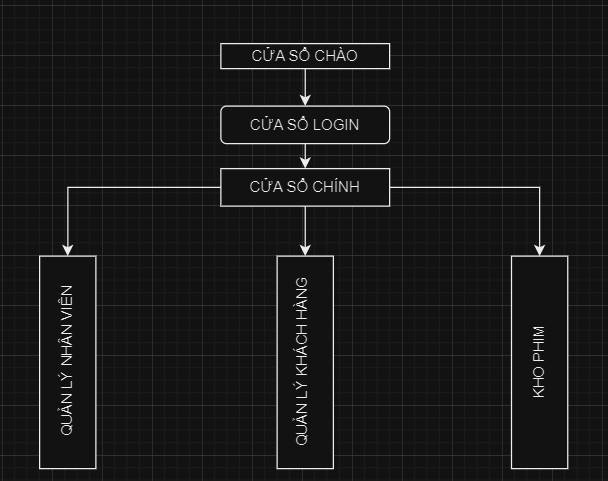 CỬA SỔ CHÀO
CỬA SỔ LOGIN
CỬA SỔ CHÍNH
QUẢN LÝ NHÂN VIÊN
QUẢN LÝ KHÁCH HÀNG
KHO PHIM